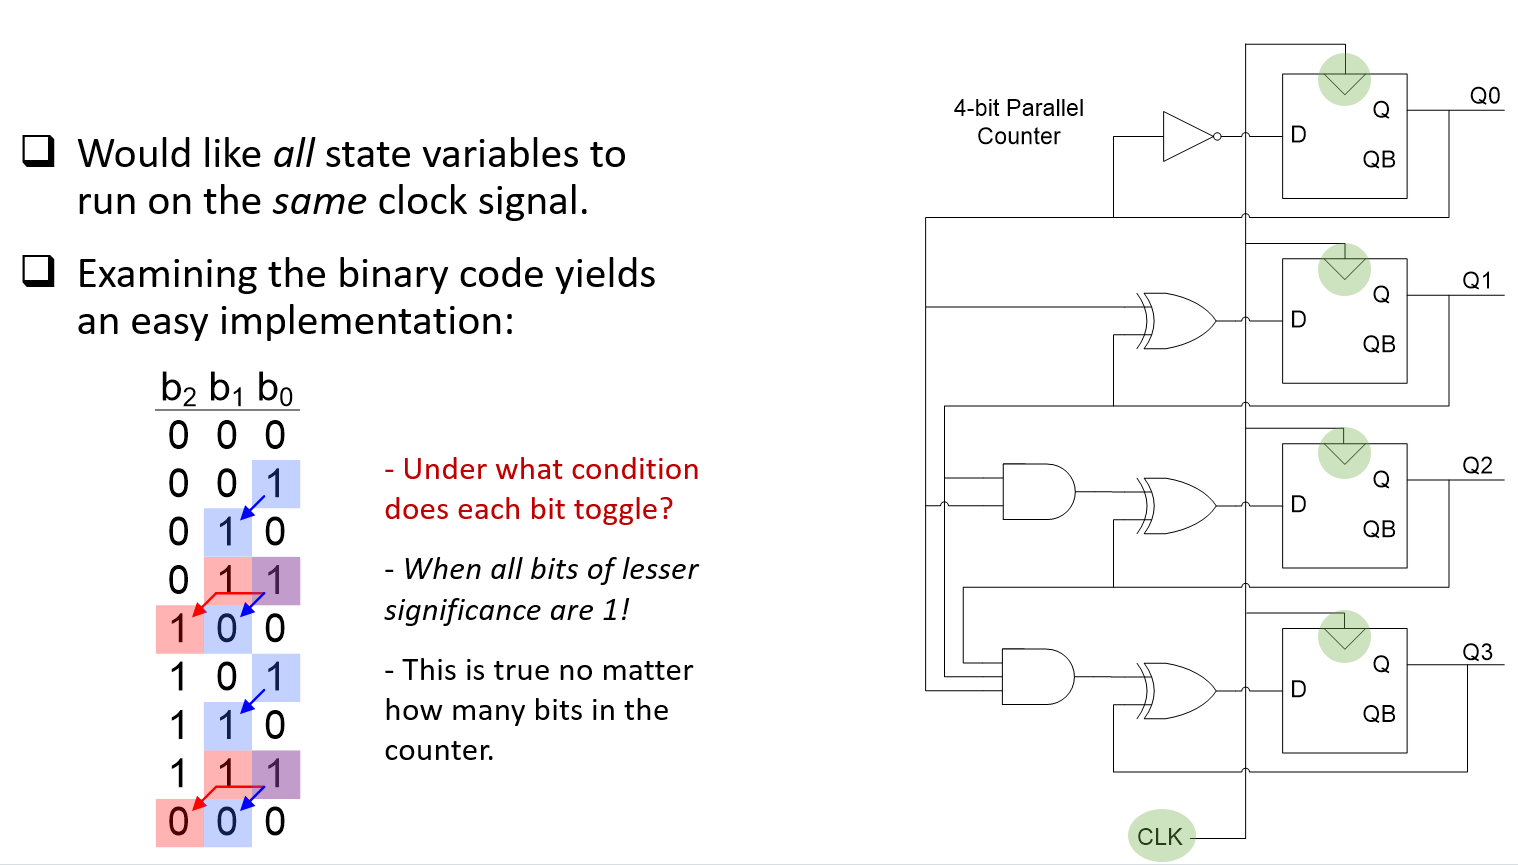 Would like all state variables to
run on the same clock signal.
Examining the binary code yields
an easy implementation:
b2 b1 b0
0 0 0
0 0 1
0 1 0
0 1 1
1 0 0
1 0 1
1 1 0
1 1 1
0 0 0
- Under what condition
does each bit toggle?
- When all bits of lesser
significance are 1!
- This is true no matter
how many bits in the
counter.
4-bit Parallel
Counter
D
Q
QB
Q0
D
Q
QB
Q1
D
Q
QB
Q2
D
Q
QB
Q3
CLK